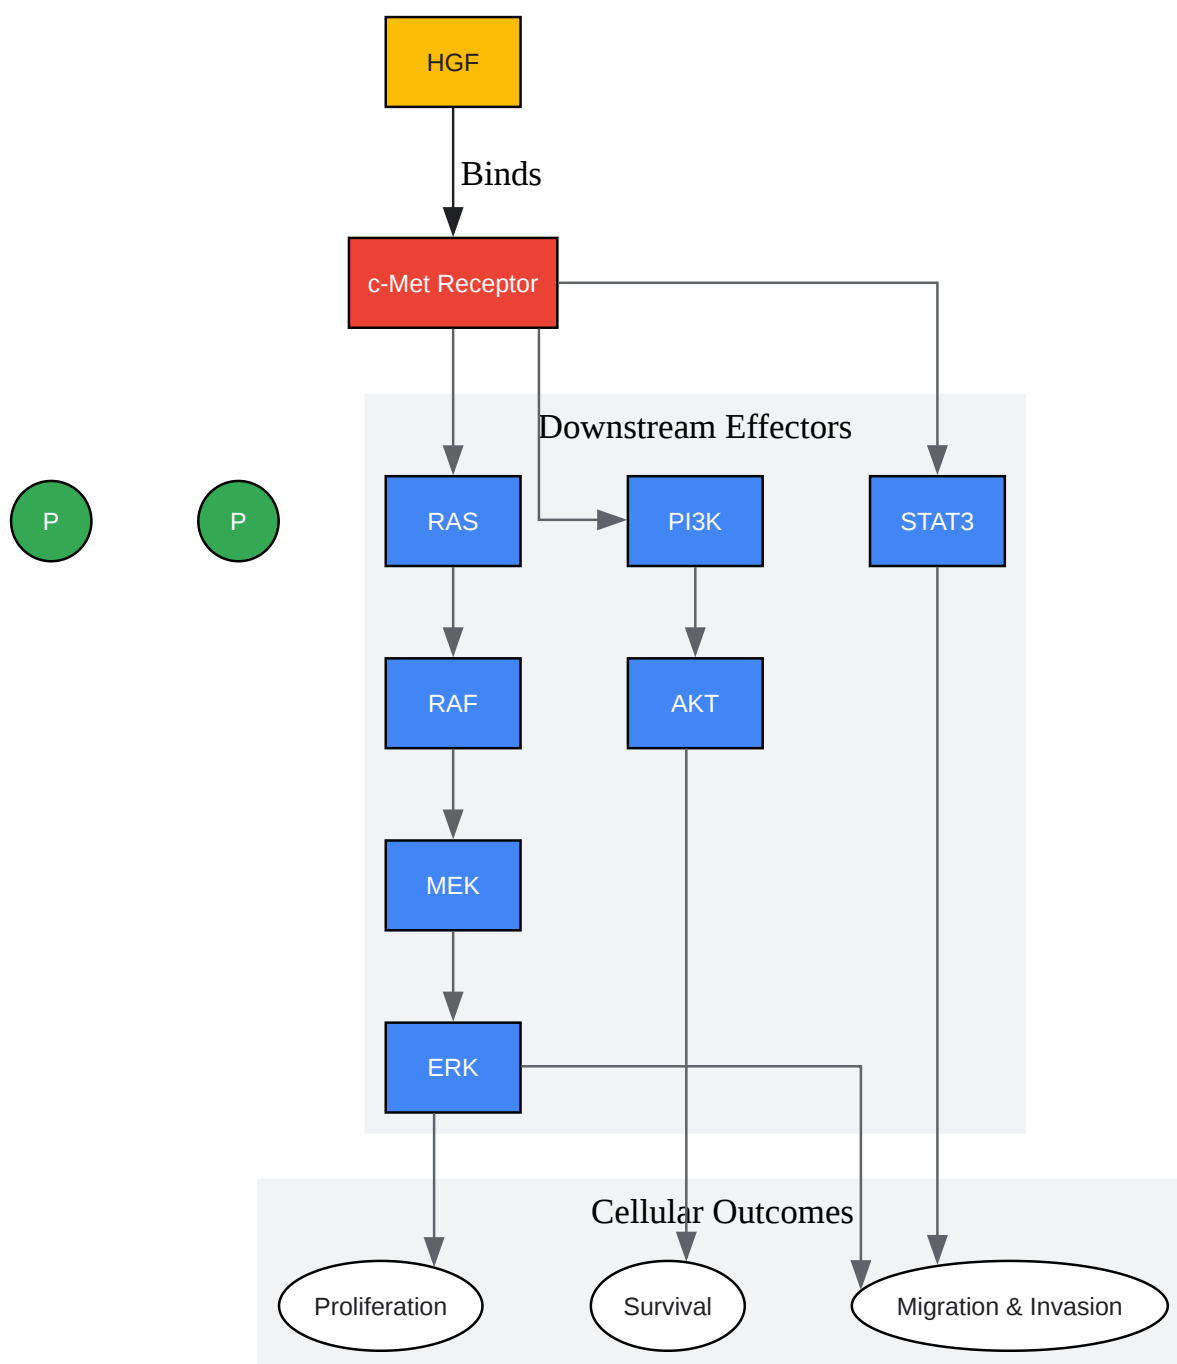 HGF
Binds
c-Met Receptor
Downstream Effectors
P
P
RAS
PI3K
STAT3
RAF
AKT
MEK
ERK
Cellular Outcomes
Proliferation
Survival
Migration & Invasion